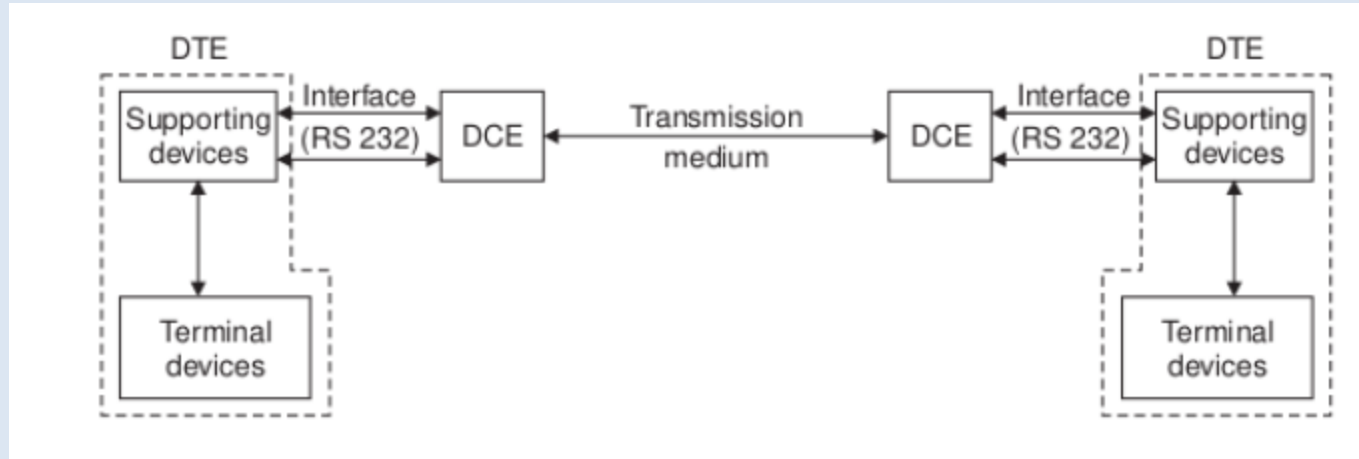 DTE
DTE
Supporting
devices
Interface
(RS 232)
DCE
Transmission
medium
DCE
Interface
(RS 232)
Supporting
devices
Terminal
devices
Terminal
devices